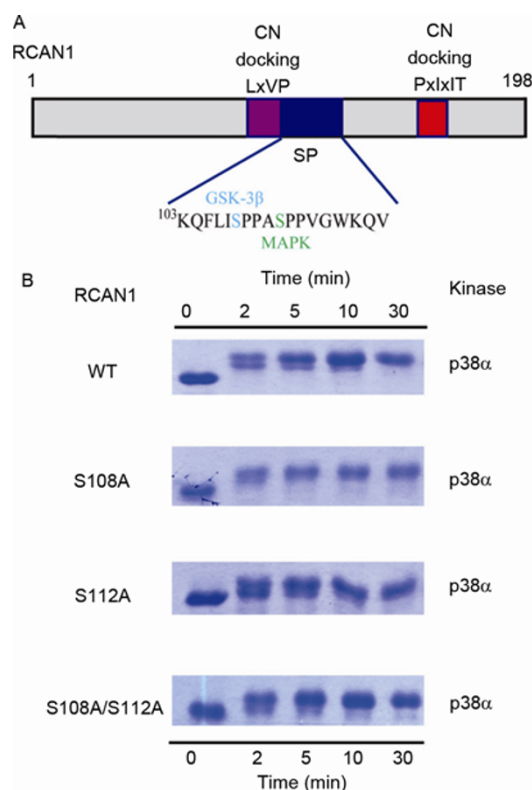 A
RCAN1
CN docking LxVP
CN docking PxIxIT
1
198
SP
GSK-3β
¹⁰³KQFLISPPASPPVGWKQV
MAPK
B
RCAN1
Time (min)
Kinase
0 2 5 10 30
WT
p38α
S108A
p38α
S112A
p38α
S108A/S112A
p38α
0 2 5 10 30
Time (min)